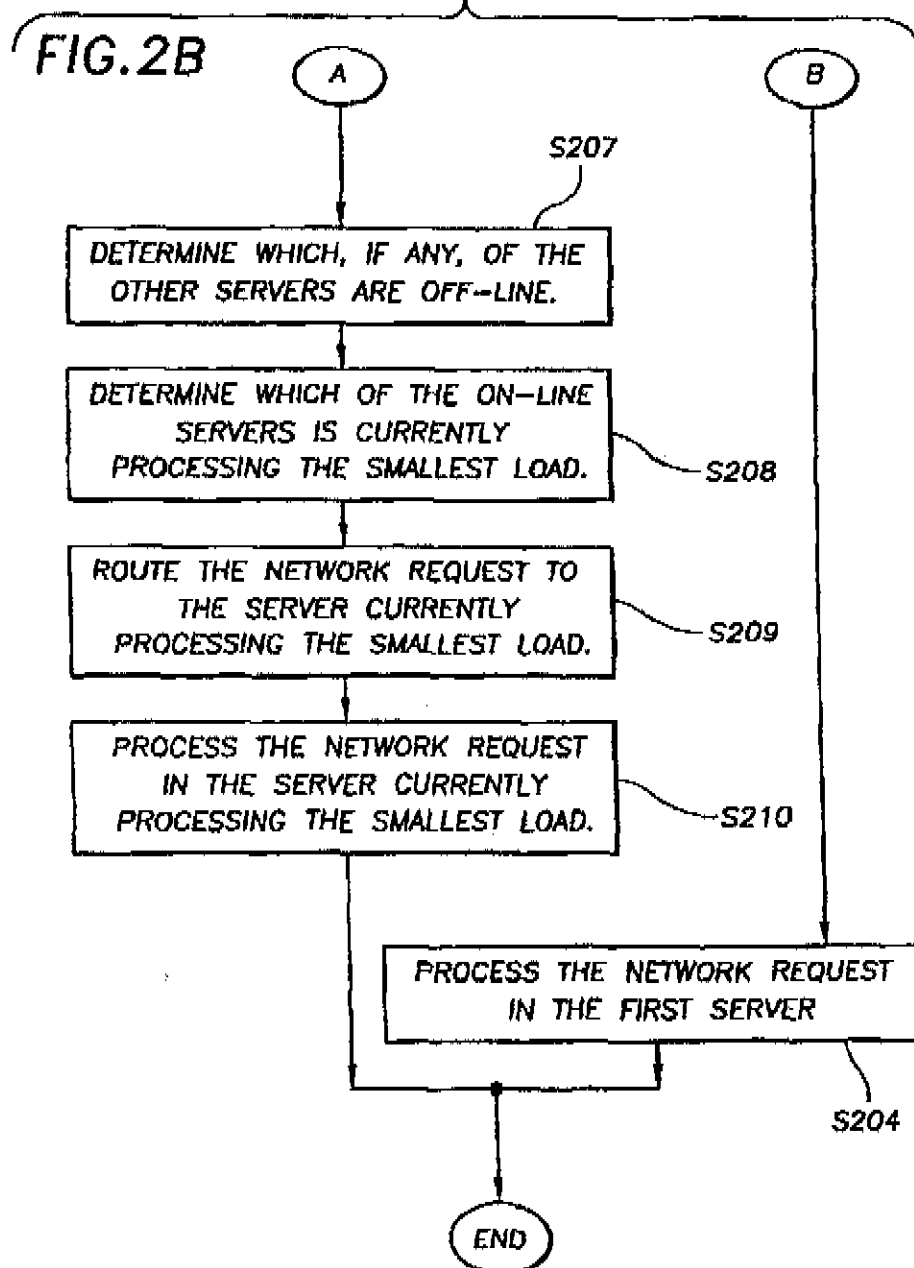 FIG.2B
A
B
S207
DETERMINE WHICH, IF ANY, OF THE
OTHER SERVERS ARE OFF-LINE.
DETERMINE WHICH OF THE ON-LINE
SERVERS IS CURRENTLY
PROCESSING THE SMALLEST LOAD.
S208
ROUTE THE NETWORK REQUEST TO
THE SERVER CURRENTLY
PROCESSING THE SMALLEST LOAD.
S209
PROCESS THE NETWORK REQUEST
IN THE SERVER CURRENTLY
PROCESSING THE SMALLEST LOAD.
S210
PROCESS THE NETWORK REQUEST
IN THE FIRST SERVER
S204
END